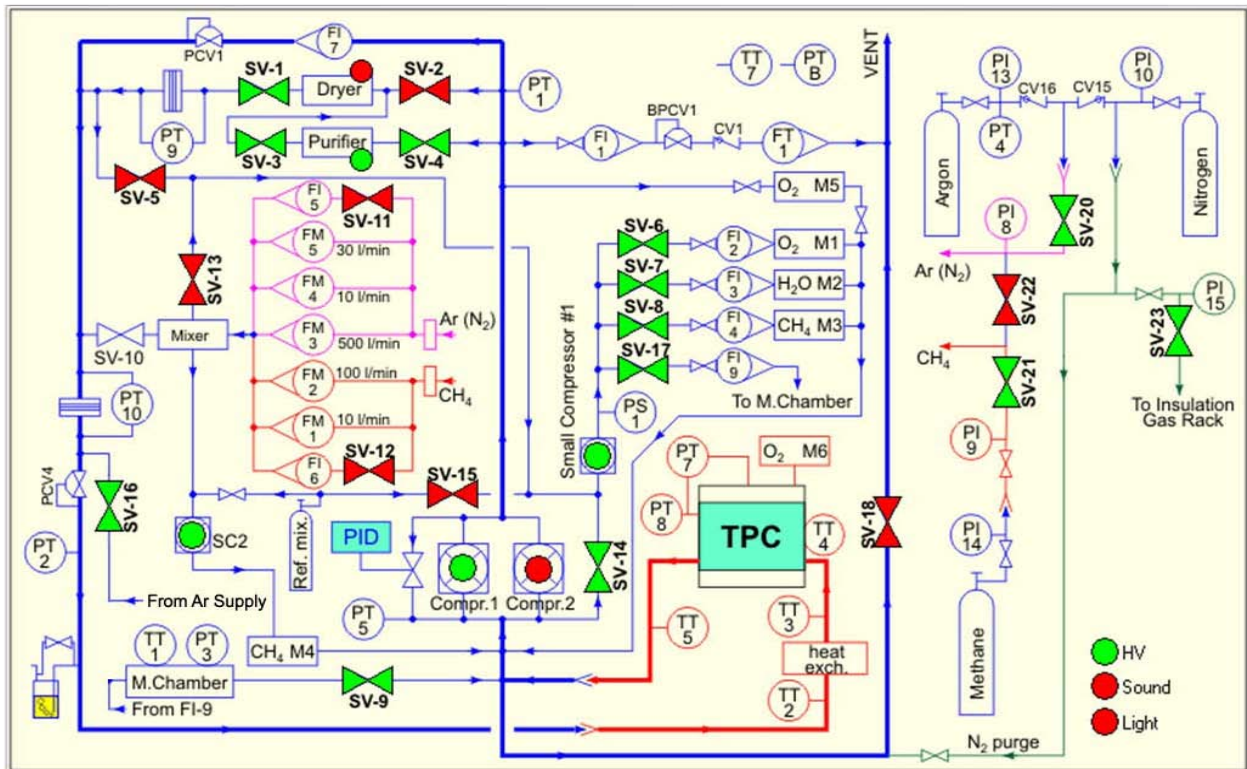 PCV1
FI
7
SV-1
Dryer
SV-2
PT
1
TT
7
PT
B
VENT
PI
13
CV16
CV15
PI
10
PT
9
SV-3
Purifier
SV-4
FI
1
BPCV1
CV1
FT
1
PT
4
Argon
Nitrogen
SV-5
FI
5
SV-11
O2 M5
PI
8
SV-20
FM
5
30 l/min
SV-6
FI
2
O2 M1
Ar (N2)
SV-13
FM
4
10 l/min
SV-7
FI
3
H2O M2
SV-22
PI
15
SV-10
Mixer
FM
3
500 l/min
Ar (N2)
SV-8
FI
4
CH4 M3
CH4
SV-23
FM
2
100 l/min
CH4
SV-17
FI
9
To M.Chamber
SV-21
To Insulation
Gas Rack
PT
10
FM
1
10 l/min
Small Compressor #1
PS
1
PI
9
FI
6
SV-12
PT
7
O2 M6
PCV4
SV-16
SV-15
PT
8
TPC
TT
4
SV-18
PI
14
PT
2
SC2
Ref. mix.
PID
Compr.1
Compr.2
SV-14
From Ar Supply
PT
5
TT
5
TT
3
TT
1
PT
3
CH4 M4
heat
exch.
Methane
HV
M.Chamber
SV-9
Sound
From FI-9
TT
2
Light
N2 purge